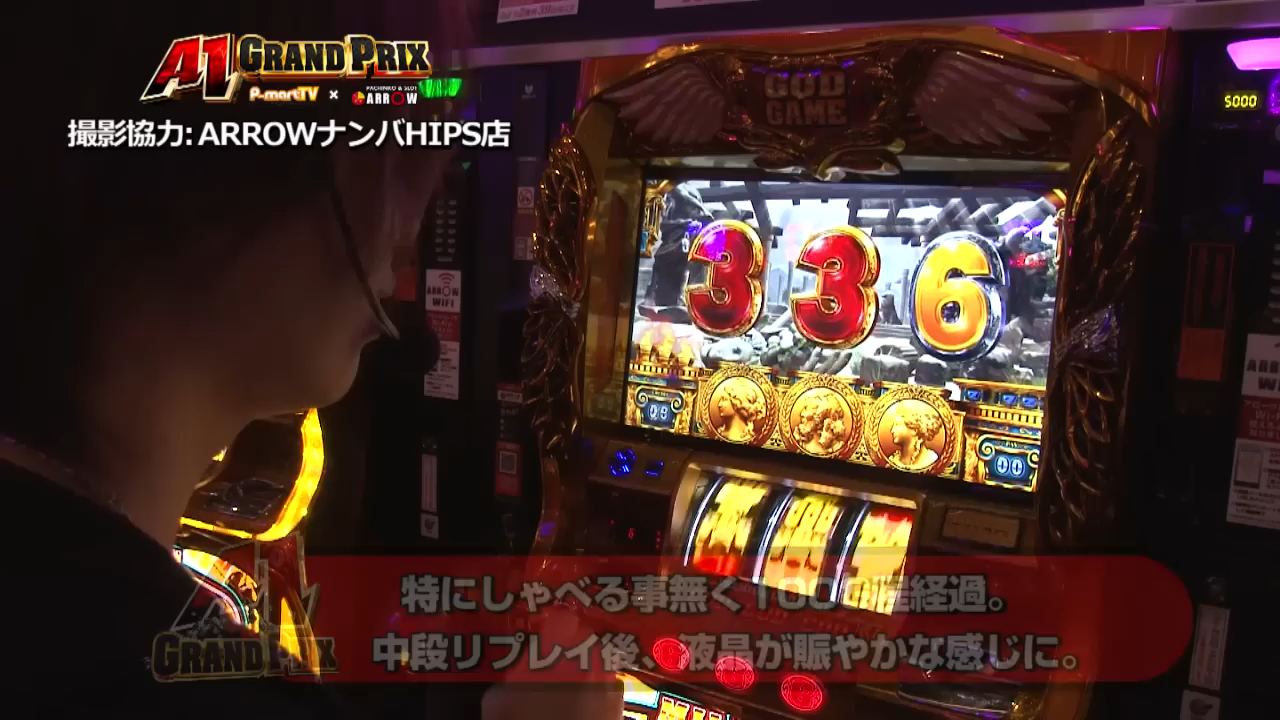 A1 GRAND PRIX
P-martTV × PACHINKO & SLOT ARROW
撮影協力:ARROWナンバHIPS店
GOD
GAME
5000
336
ARROW
WiFi
00
特にしゃべる事無く100G程経過。
中段リプレイ後、液晶が賑やかな感じに。
GRAND PRIX